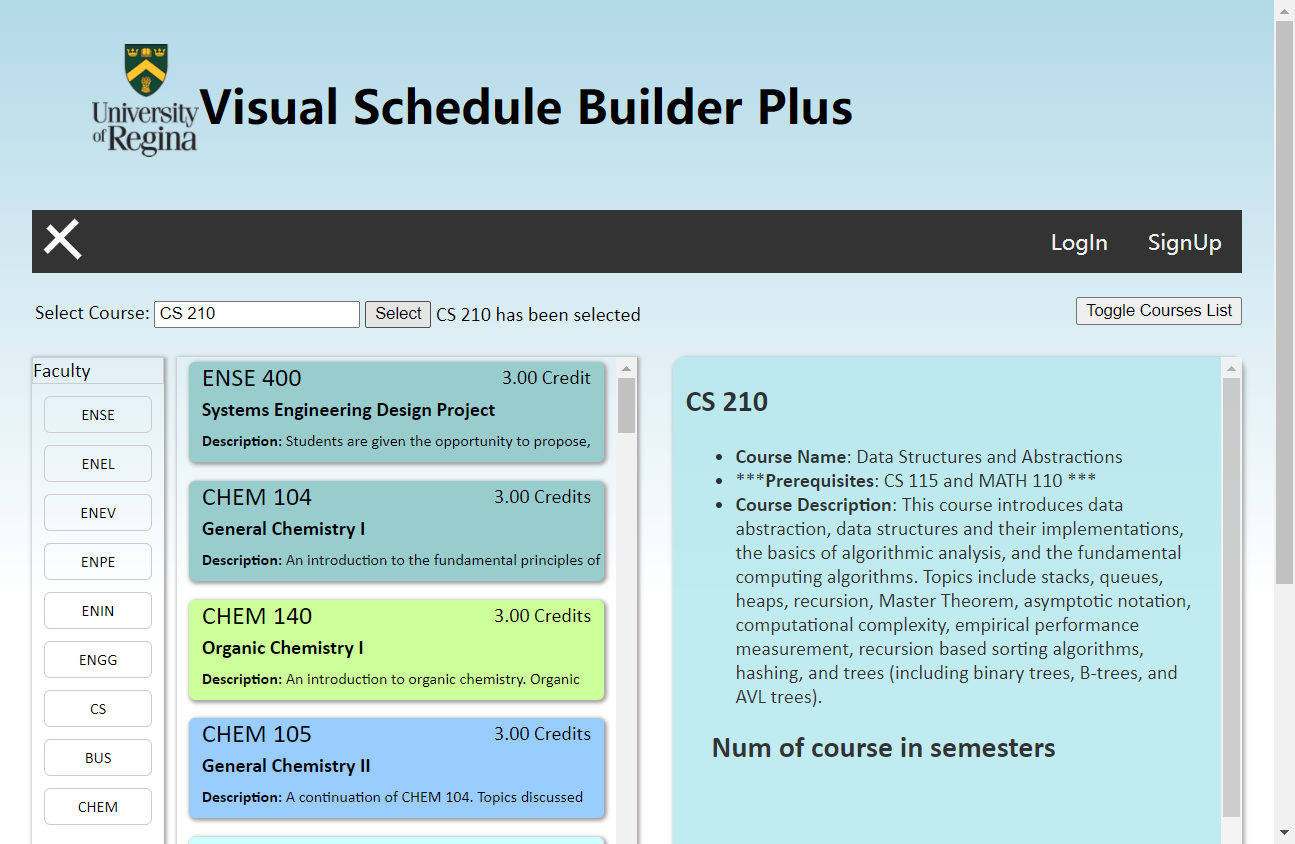 University
of Regina
Visual Schedule Builder Plus
LogIn
SignUp
Select Course:
CS 210
Select
CS 210 has been selected
Toggle Courses List
Faculty
ENSE
ENEL
ENEV
ENPE
ENIN
ENGG
CS
BUS
CHEM
ENSE 400
3.00 Credit
Systems Engineering Design Project
Description: Students are given the opportunity to propose,
CHEM 104
3.00 Credits
General Chemistry I
Description: An introduction to the fundamental principles of
CHEM 140
3.00 Credits
Organic Chemistry I
Description: An introduction to organic chemistry. Organic
CHEM 105
3.00 Credits
General Chemistry II
Description: A continuation of CHEM 104. Topics discussed
CS 210
• Course Name: Data Structures and Abstractions
• ***Prerequisites: CS 115 and MATH 110 ***
• Course Description: This course introduces data
abstraction, data structures and their implementations,
the basics of algorithmic analysis, and the fundamental
computing algorithms. Topics include stacks, queues,
heaps, recursion, Master Theorem, asymptotic notation,
computational complexity, empirical performance
measurement, recursion based sorting algorithms,
hashing, and trees (including binary trees, B-trees, and
AVL trees).
Num of course in semesters